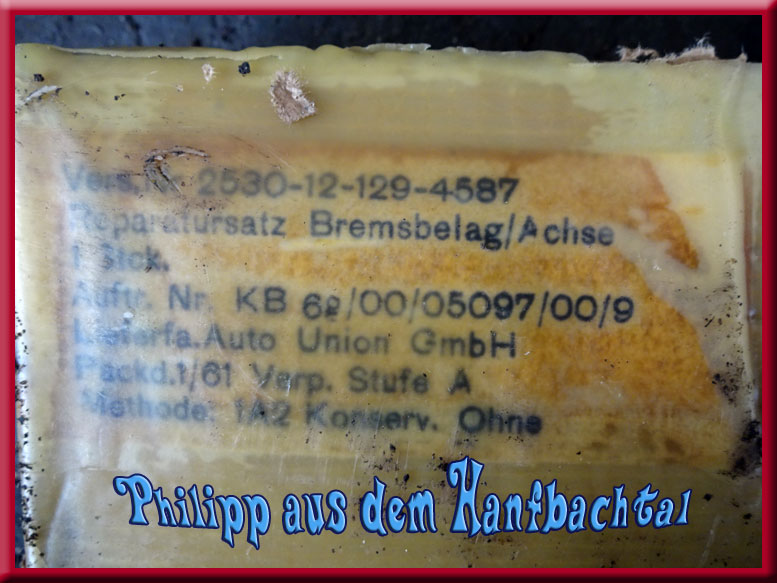 Vers.Nr. 2530-12-129-4587
Reparatursatz Bremsbelag/Achse
1 Stck.
Auftr. Nr. KB 6e/00/05097/00/9
Lieferfa.Auto Union GmbH
Packd.1/61 Verp. Stufe A
Methode: 1A2 Konserv. Ohne
Philipp aus dem Hanfbachtal